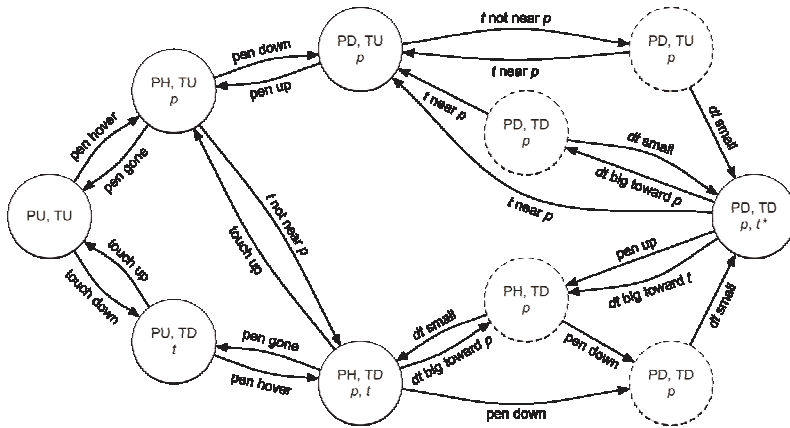 t not near p
PD, TU
p
PD, TU
p
pen down
t near p
PH, TU
p
pen up
t near p
PD, TD
p
dt small
dt small
pen hover
pen gone
dt big toward p
t not near p
t near p
PU, TU
PD, TD
p, t*
touch up
touch up
pen up
touch down
PH, TD
p
dt big toward t
dt small
PU, TD
t
pen gone
dt small
pen hover
PH, TD
p, t
dt big toward p
pen down
PD, TD
p
pen down